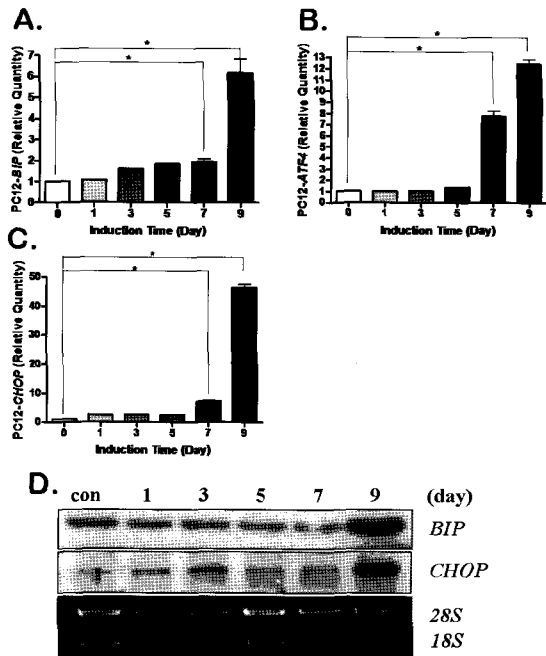 A.
PC12-BIP (Relative Quantity)
7
6
5
4
3
2
1
0
*
*
0 1 3 5 7 9
Induction Time (Day)
B.
PC12-ATF4 (Relative Quantity)
13
12
11
10
9
8
7
6
5
4
3
2
1
0
*
*
0 1 3 5 7 9
Induction Time (Day)
C.
PC12-CHOP (Relative Quantity)
50
40
30
20
10
0
*
*
0 1 3 5 7 9
Induction Time (Day)
D.
con 1 3 5 7 9 (day)
BIP
CHOP
28S
18S